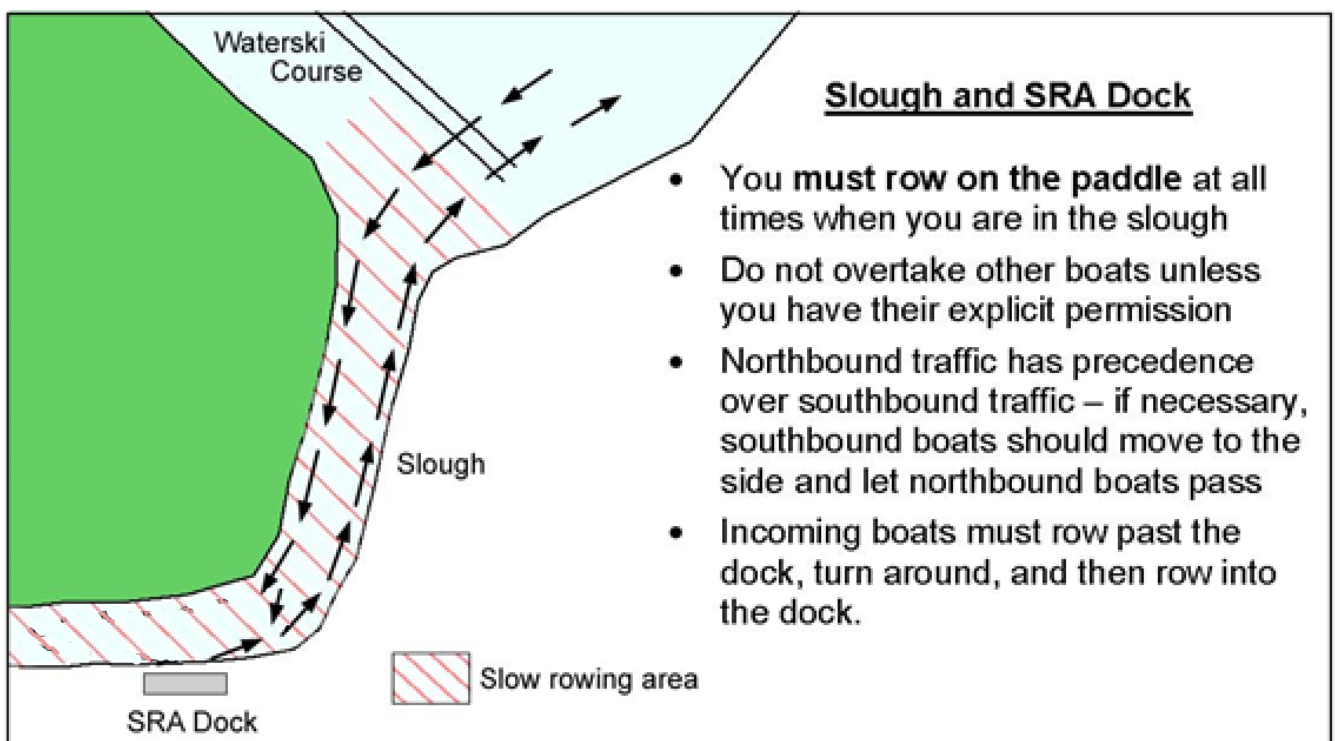 Waterski
Course
Slough and SRA Dock
• You must row on the paddle at all
times when you are in the slough
• Do not overtake other boats unless
you have their explicit permission
• Northbound traffic has precedence
over southbound traffic – if necessary,
southbound boats should move to the
side and let northbound boats pass
• Incoming boats must row past the
dock, turn around, and then row into
the dock.
Slough
Slow rowing area
SRA Dock